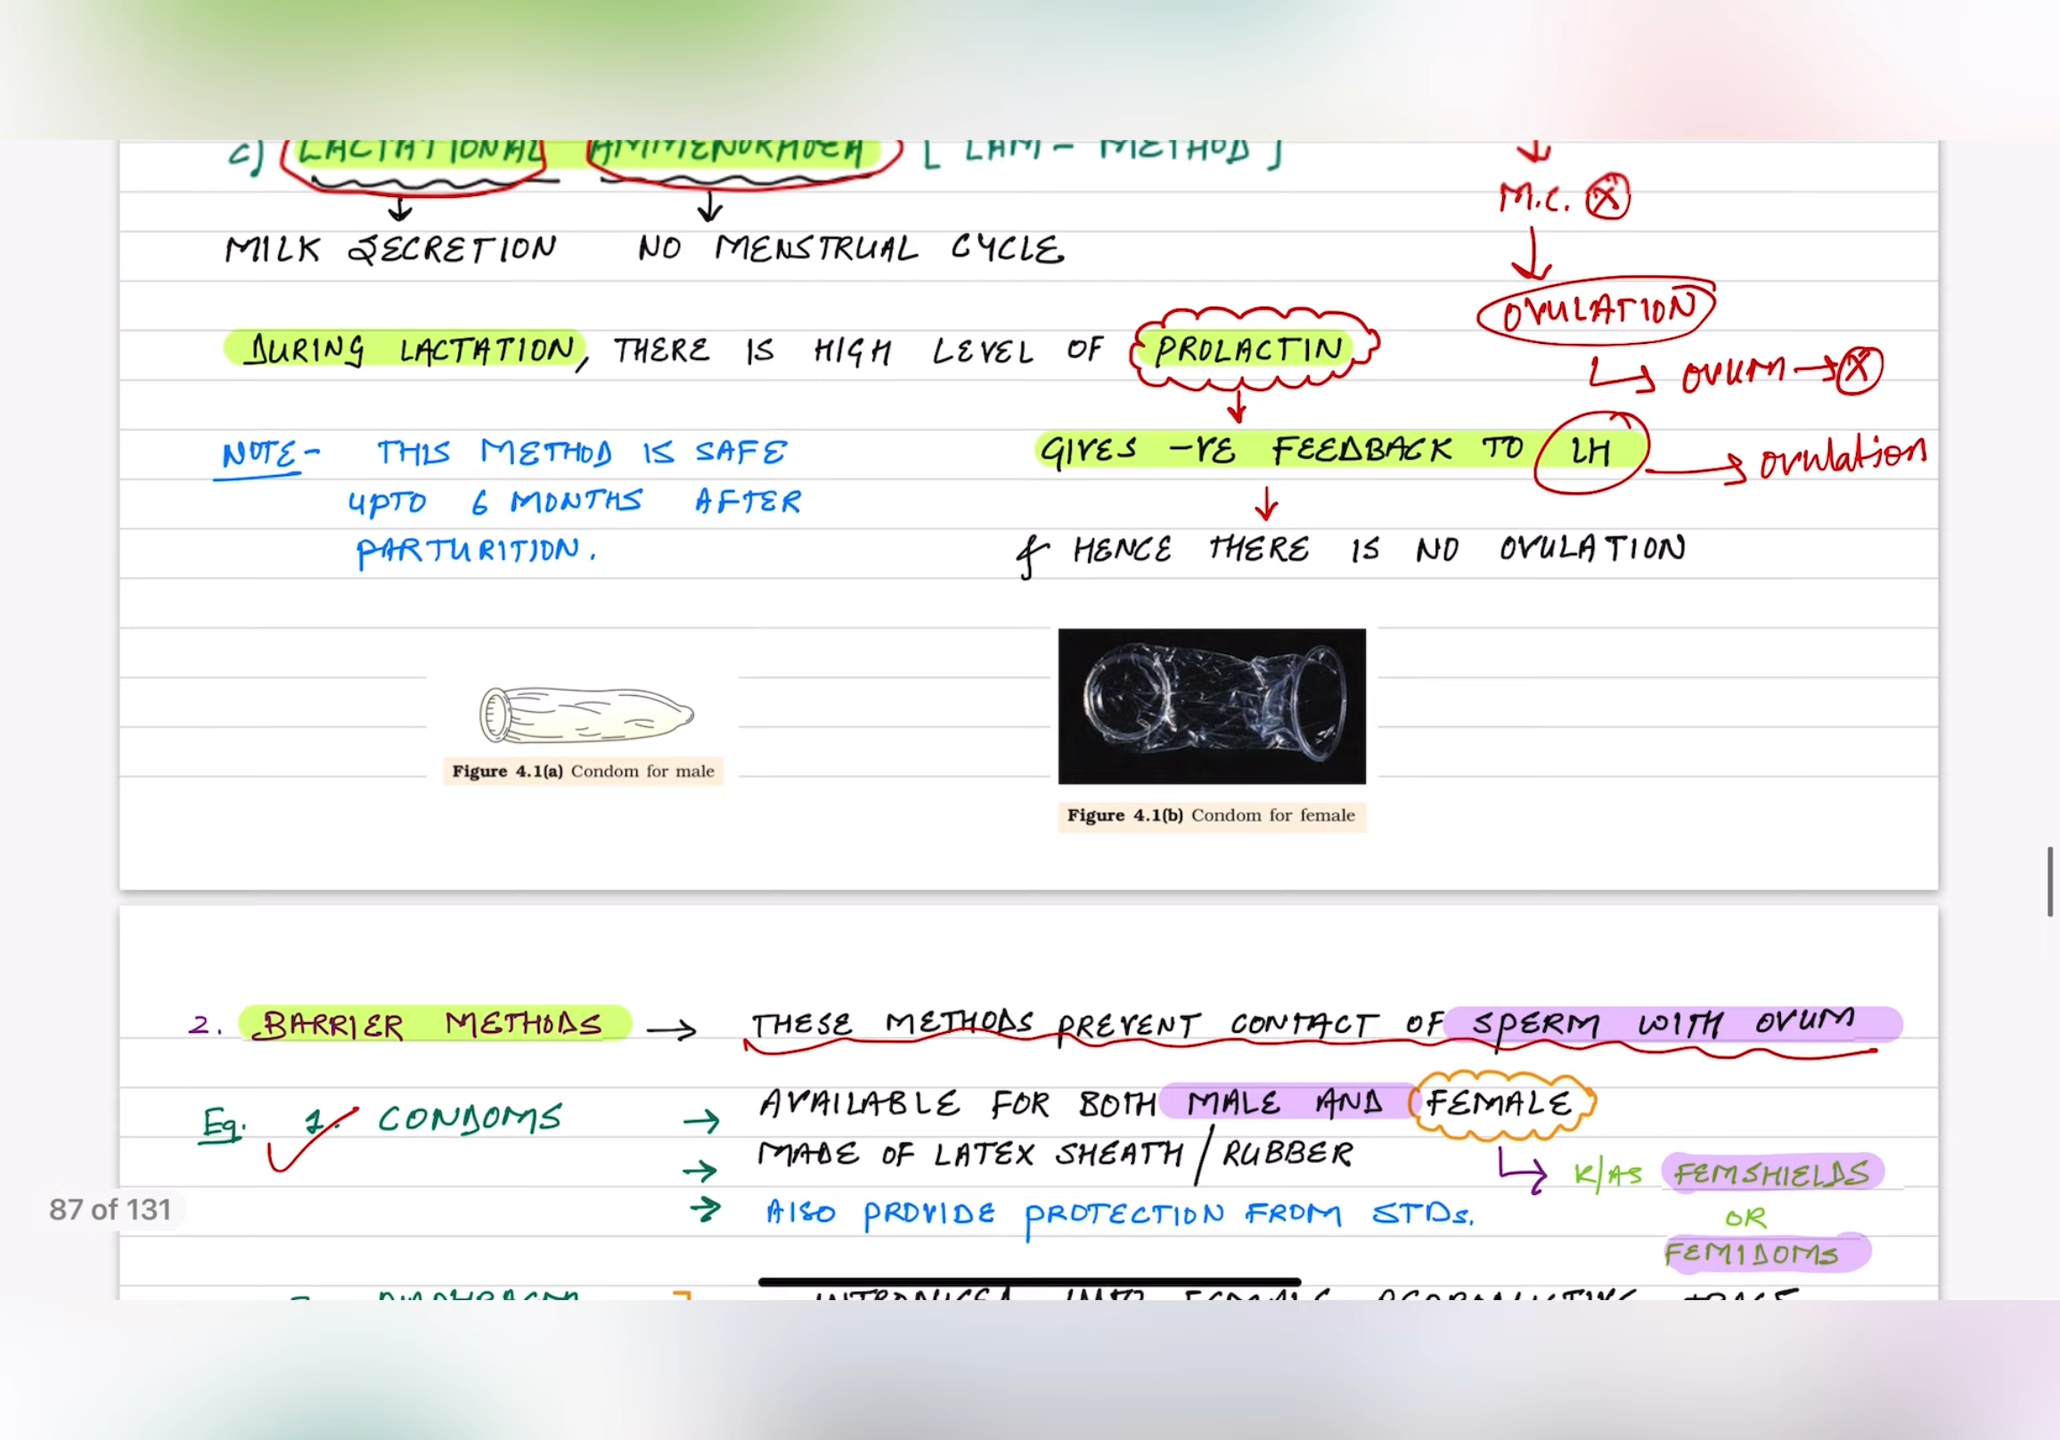 c) LACTATIONAL AMMENORHOEA [ LAM - METHOD ]
M.C. X
MILK SECRETION NO MENSTRUAL CYCLE
OVULATION
DURING LACTATION, THERE IS HIGH LEVEL OF PROLACTIN
OVUM → X
NOTE - THIS METHOD IS SAFE
UPTO 6 MONTHS AFTER
PARTURITION.
GIVES -VE FEEDBACK TO LH → ovulation
& HENCE THERE IS NO OVULATION
Figure 4.1(a) Condom for male
Figure 4.1(b) Condom for female
2. BARRIER METHODS → THESE METHODS PREVENT CONTACT OF SPERM WITH OVUM
Eg. 1. CONDOMS → AVAILABLE FOR BOTH MALE AND FEMALE
→ MADE OF LATEX SHEATH / RUBBER
K/AS FEMSHIELDS
OR
FEMIDOMS
→ ALSO PROVIDE PROTECTION FROM STDs.
87 of 131